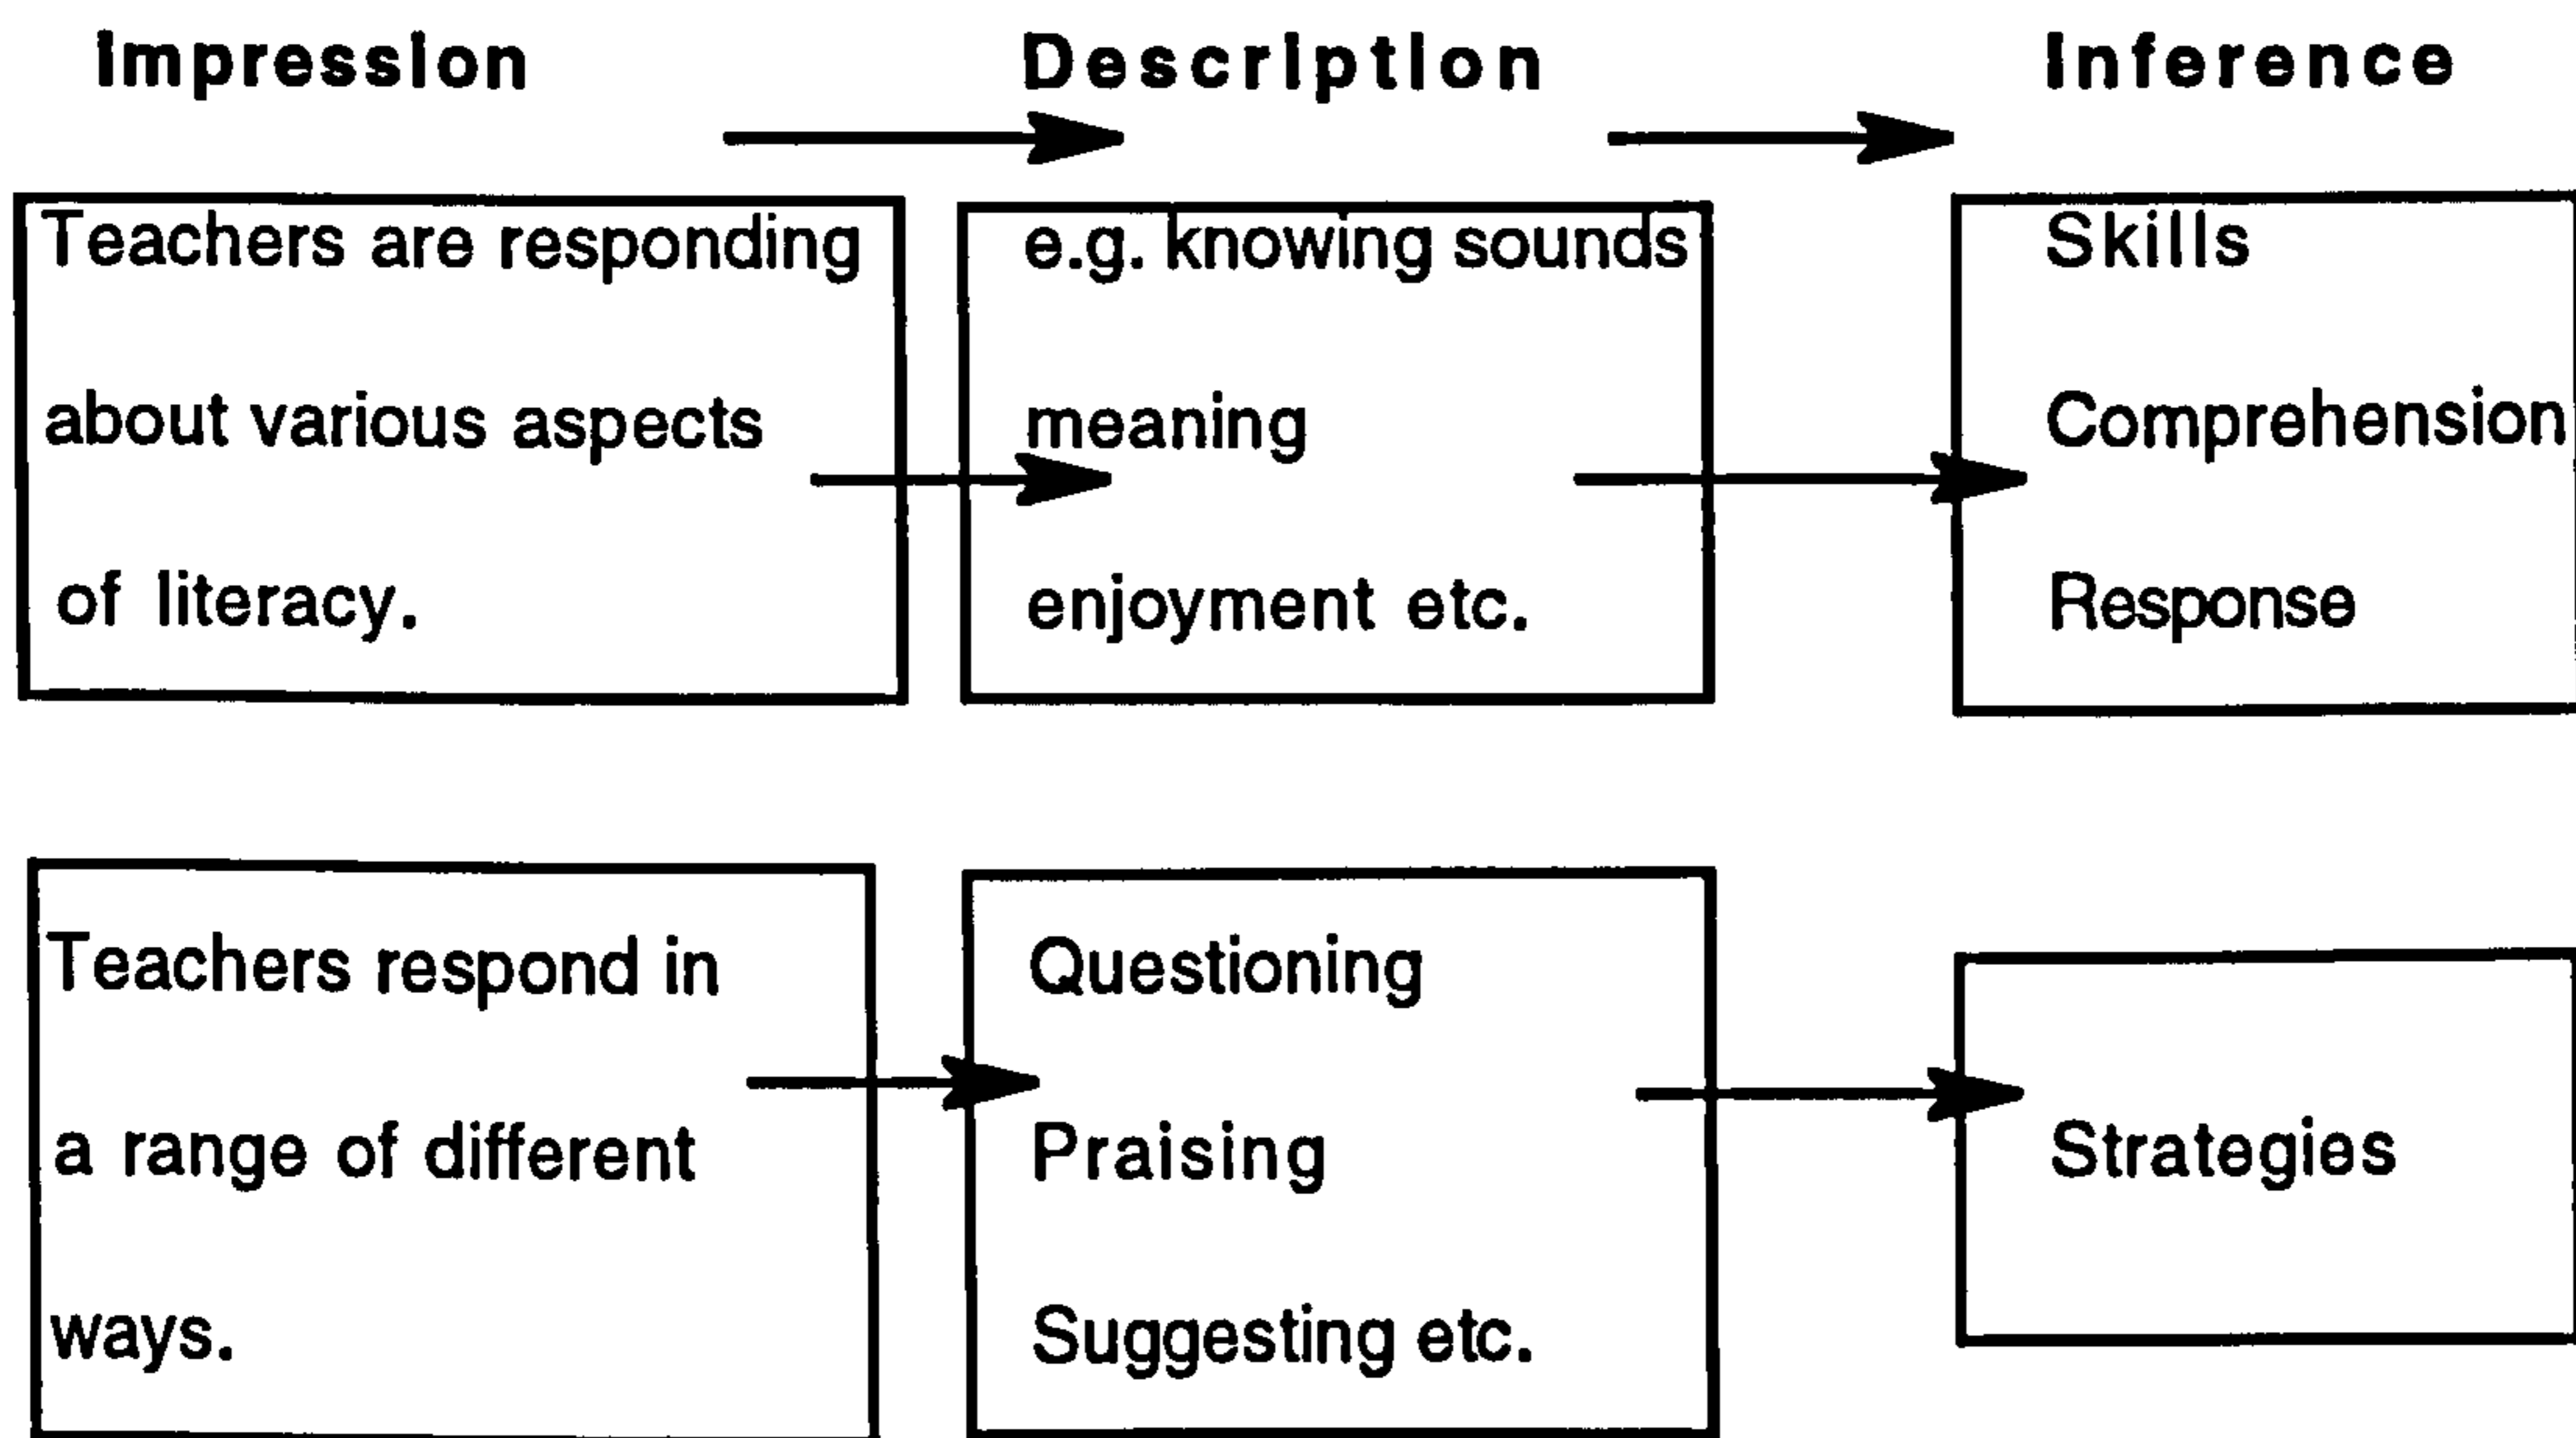 Impression
Description
Inference
Teachers are responding
about various aspects
of literacy.
e.g. knowing sounds
meaning
enjoyment etc.
Skills
Comprehension
Response
Teachers respond in
a range of different
ways.
Questioning
Praising
Suggesting etc.
Strategies